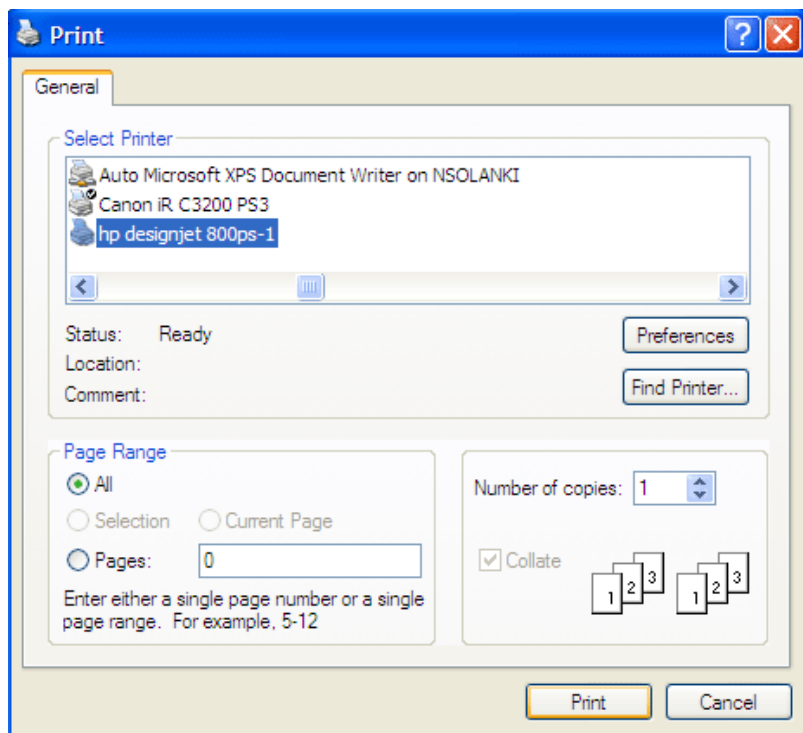 Print
General
Select Printer
Auto Microsoft XPS Document Writer on NSOLANKI
Canon iR C3200 PS3
hp designjet 800ps-1
Status: Ready
Preferences
Location:
Comment:
Find Printer...
Page Range
All
Selection Current Page
Pages: 0
Enter either a single page number or a single
page range. For example, 5-12
Number of copies: 1
Collate
1 2 3 1 2 3
Print Cancel